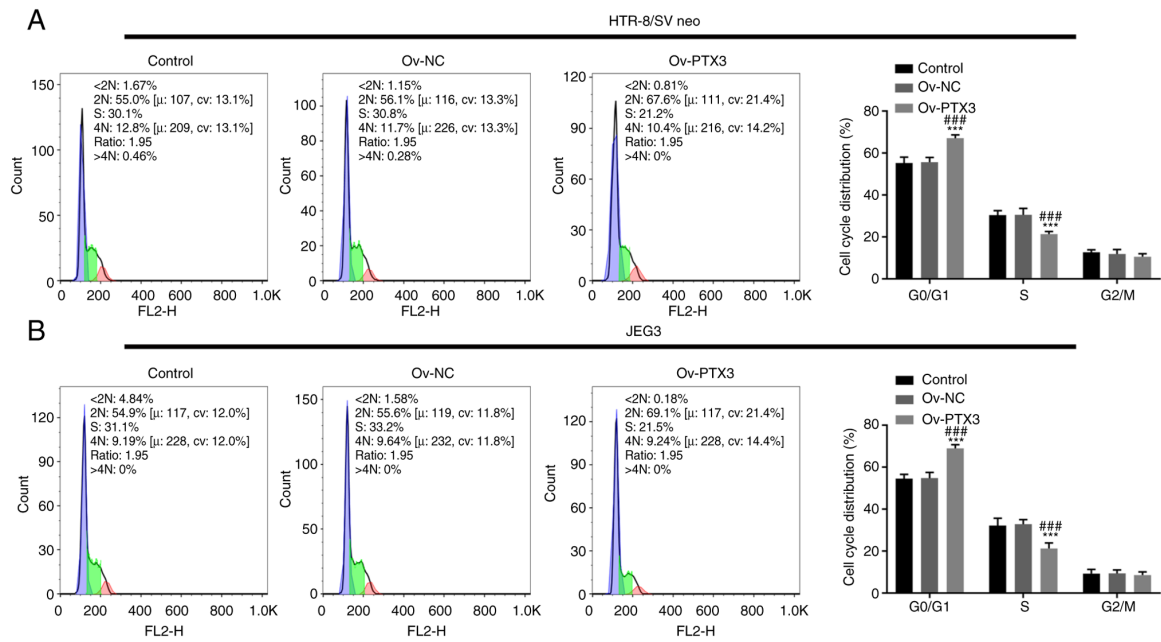 A
HTR-8/SV neo
Control
<2N: 1.67%
2N: 55.0% [µ: 107, cv: 13.1%]
S: 30.1%
4N: 12.8% [µ: 209, cv: 13.1%]
Ratio: 1.95
>4N: 0.46%
150
100
50
0
Count
0 200 400 600 800 1.0K
FL2-H
Ov-NC
<2N: 1.15%
2N: 56.1% [µ: 116, cv: 13.3%]
S: 30.8%
4N: 11.7% [µ: 226, cv: 13.3%]
Ratio: 1.95
>4N: 0.28%
100
80
60
40
20
0
Count
0 200 400 600 800 1.0K
FL2-H
Ov-PTX3
<2N: 0.81%
2N: 67.6% [µ: 111, cv: 21.4%]
S: 21.2%
4N: 10.4% [µ: 216, cv: 14.2%]
Ratio: 1.95
>4N: 0%
120
90
60
30
0
Count
0 200 400 600 800 1.0K
FL2-H
Control
Ov-NC
Ov-PTX3
###
***
###
***
80
60
40
20
0
Cell cycle distribution (%)
G0/G1 S G2/M
B
JEG3
Control
<2N: 4.84%
2N: 54.9% [µ: 117, cv: 12.0%]
S: 31.1%
4N: 9.19% [µ: 228, cv: 12.0%]
Ratio: 1.95
>4N: 0%
120
90
60
30
0
Count
0 200 400 600 800 1.0K
FL2-H
Ov-NC
<2N: 1.58%
2N: 55.6% [µ: 119, cv: 11.8%]
S: 33.2%
4N: 9.64% [µ: 232, cv: 11.8%]
Ratio: 1.95
>4N: 0%
150
100
50
0
Count
0 200 400 600 800 1.0K
FL2-H
Ov-PTX3
<2N: 0.18%
2N: 69.1% [µ: 117, cv: 21.4%]
S: 21.5%
4N: 9.24% [µ: 228, cv: 14.4%]
Ratio: 1.95
>4N: 0%
120
90
60
30
0
Count
0 200 400 600 800 1.0K
FL2-H
Control
Ov-NC
Ov-PTX3
###
***
###
***
80
60
40
20
0
Cell cycle distribution (%)
G0/G1 S G2/M